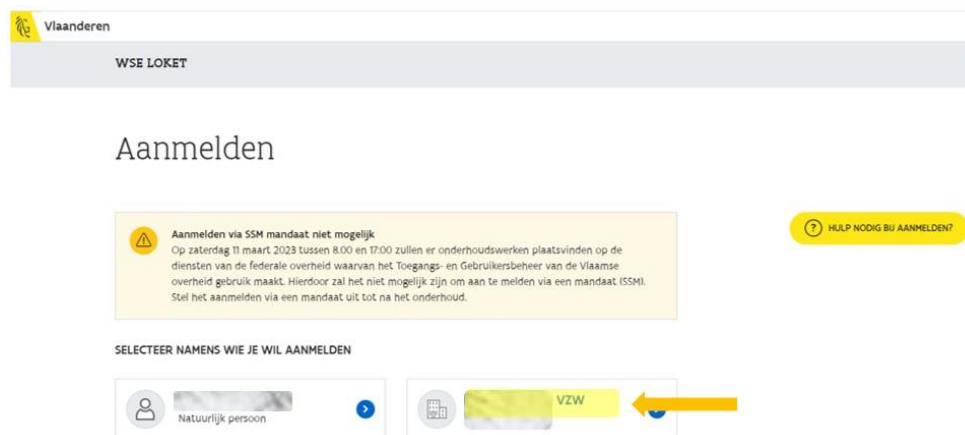 Vlaanderen
WSE LOKET
Aanmelden
Aanmelden via SSM mandaat niet mogelijk
Op zaterdag 11 maart 2023 tussen 8.00 en 17.00 zullen er onderhoudswerken plaatsvinden op de
diensten van de federale overheid waarvan het Toegangs- en Gebruikersbeheer van de Vlaamse
overheid gebruik maakt. Hierdoor zal het niet mogelijk zijn om aan te melden via een mandaat (SSM).
Stel het aanmelden via een mandaat uit tot na het onderhoud.
? HULP NODIG BIJ AANMELDEN?
SELECTEER NAMENS WIE JE WIL AANMELDEN
Natuurlijk persoon
VZW